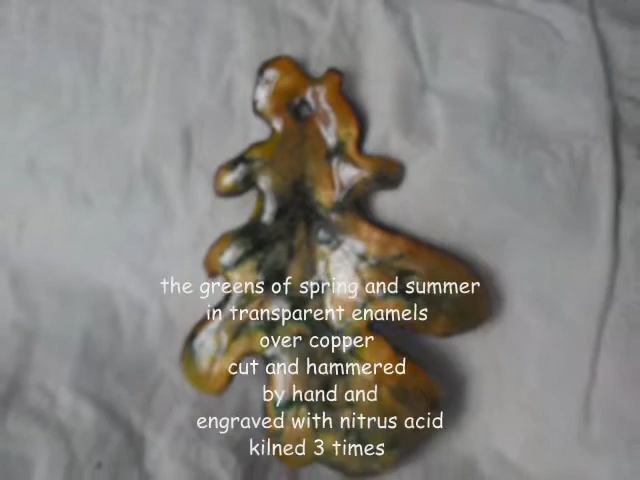 the greens of spring and summer
in transparent enamels
over copper
cut and hammered
by hand and
engraved with nitrus acid
kilned 3 times